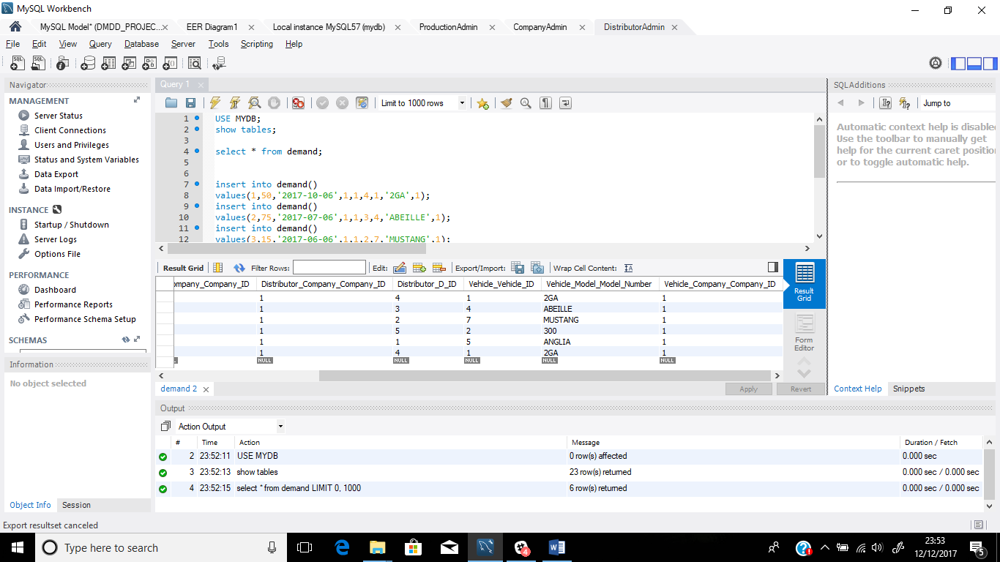 MySQL Workbench
MySQL Model* (DMDD_PROJEC... EER Diagram1 Local instance MySQL57 (mydb) ProductionAdmin CompanyAdmin DistributorAdmin
File Edit View Query Database Server Tools Scripting Help
Navigator
MANAGEMENT
Server Status
Client Connections
Users and Privileges
Status and System Variables
Data Export
Data Import/Restore
INSTANCE
Startup / Shutdown
Server Logs
Options File
PERFORMANCE
Dashboard
Performance Reports
Performance Schema Setup
SCHEMAS
Information
No object selected
Object Info Session
Query 1
Limit to 1000 rows
1 USE MYDB;
2 show tables;
3
4 select * from demand;
5
6
7 insert into demand()
8 values(1,50,'2017-10-06',1,1,4,1,'2GA',1);
9 insert into demand()
10 values(2,75,'2017-07-06',1,1,3,4,'ABEILLE',1);
11 insert into demand()
12 values(3,15,'2017-06-06',1,1,2,7,'MUSTANG',1);
Result Grid Filter Rows: Edit: Export/Import: Wrap Cell Content:
ompany_Company_ID Distributor_Company_Company_ID Distributor_D_ID Vehicle_Vehicle_ID Vehicle_Model_Model_Number Vehicle_Company_Company_ID
1 4 1 2GA 1
1 3 4 ABEILLE 1
1 2 7 MUSTANG 1
1 5 2 300 1
1 1 5 ANGLIA 1
1 4 1 2GA 1
NULL NULL NULL NULL NULL
Result Grid
Form Editor
demand 2
Apply Revert
SQLAdditions
Jump to
Automatic context help is disable
Use the toolbar to manually get
help for the current caret position
or to toggle automatic help.
Context Help Snippets
Output
Action Output
# Time Action Message Duration / Fetch
2 23:52:11 USE MYDB 0 row(s) affected 0.000 sec
3 23:52:13 show tables 23 row(s) returned 0.000 sec / 0.000 sec
4 23:52:15 select * from demand LIMIT 0, 1000 6 row(s) returned 0.000 sec / 0.000 sec
Export resultset canceled
Type here to search
4
23:53
12/12/2017
5